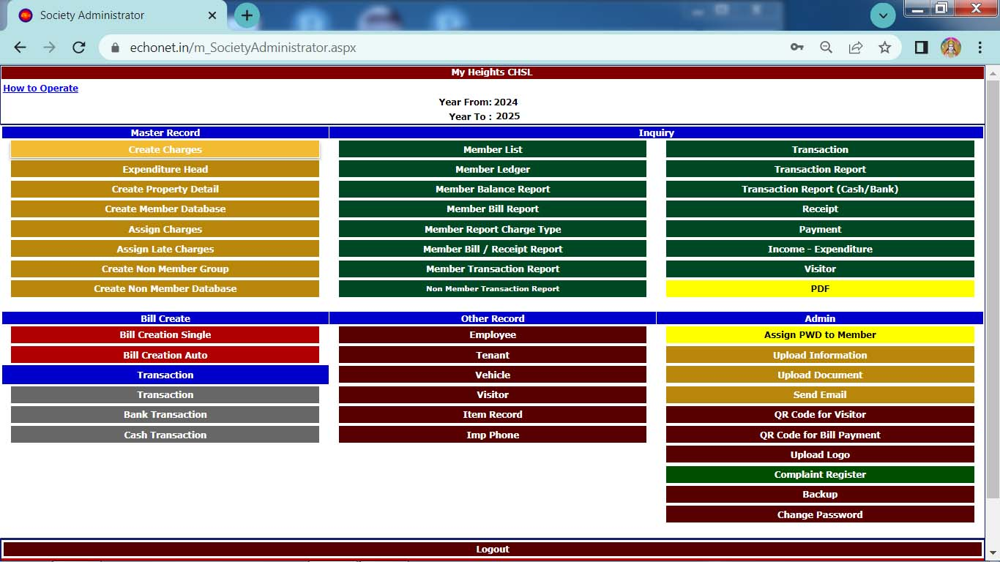 Society Administrator
echonet.in/m_SocietyAdministrator.aspx
My Heights CHSL
How to Operate
Year From: 2024
Year To : 2025
Master Record
Create Charges
Expenditure Head
Create Property Detail
Create Member Database
Assign Charges
Assign Late Charges
Create Non Member Group
Create Non Member Database
Inquiry
Member List
Member Ledger
Member Balance Report
Member Bill Report
Member Report Charge Type
Member Bill / Receipt Report
Member Transaction Report
Non Member Transaction Report
Transaction
Transaction Report
Transaction Report (Cash/Bank)
Receipt
Payment
Income - Expenditure
Visitor
PDF
Bill Create
Bill Creation Single
Bill Creation Auto
Transaction
Transaction
Bank Transaction
Cash Transaction
Other Record
Employee
Tenant
Vehicle
Visitor
Item Record
Imp Phone
Admin
Assign PWD to Member
Upload Information
Upload Document
Send Email
QR Code for Visitor
QR Code for Bill Payment
Upload Logo
Complaint Register
Backup
Change Password
Logout